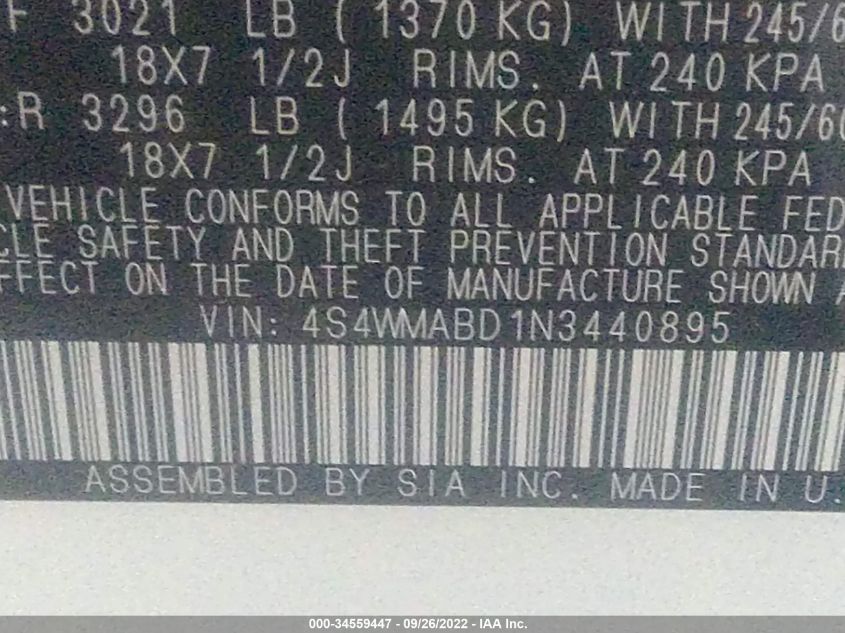 F 3021 LB ( 1370 KG) WITH 245/6
18X7 1/2J RIMS. AT 240 KPA
:R 3296 LB ( 1495 KG) WITH 245/60
18X7 1/2J RIMS. AT 240 KPA
VEHICLE CONFORMS TO ALL APPLICABLE FED
CLE SAFETY AND THEFT PREVENTION STANDAR
EFFECT ON THE DATE OF MANUFACTURE SHOWN A
VIN: 4S4WMABD1N3440895
ASSEMBLED BY SIA INC. MADE IN U.
000-34559447 - 09/26/2022 - IAA Inc.